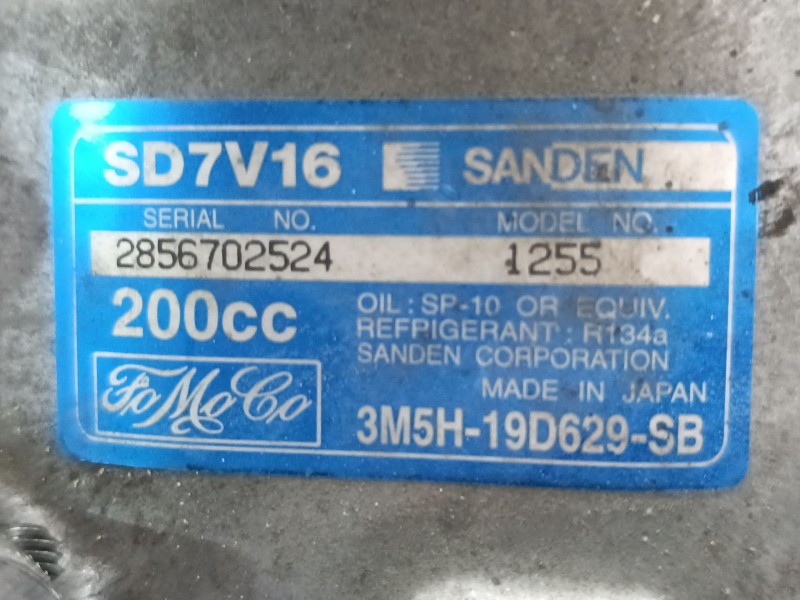 SD7V16 SANDEN
SERIAL NO. MODEL NO.
2856702524 1255
200cc
OIL : SP-10 OR EQUIV.
REFRIGERANT : R134a
SANDEN CORPORATION
MADE IN JAPAN
FoMoCo
3M5H-19D629-SB